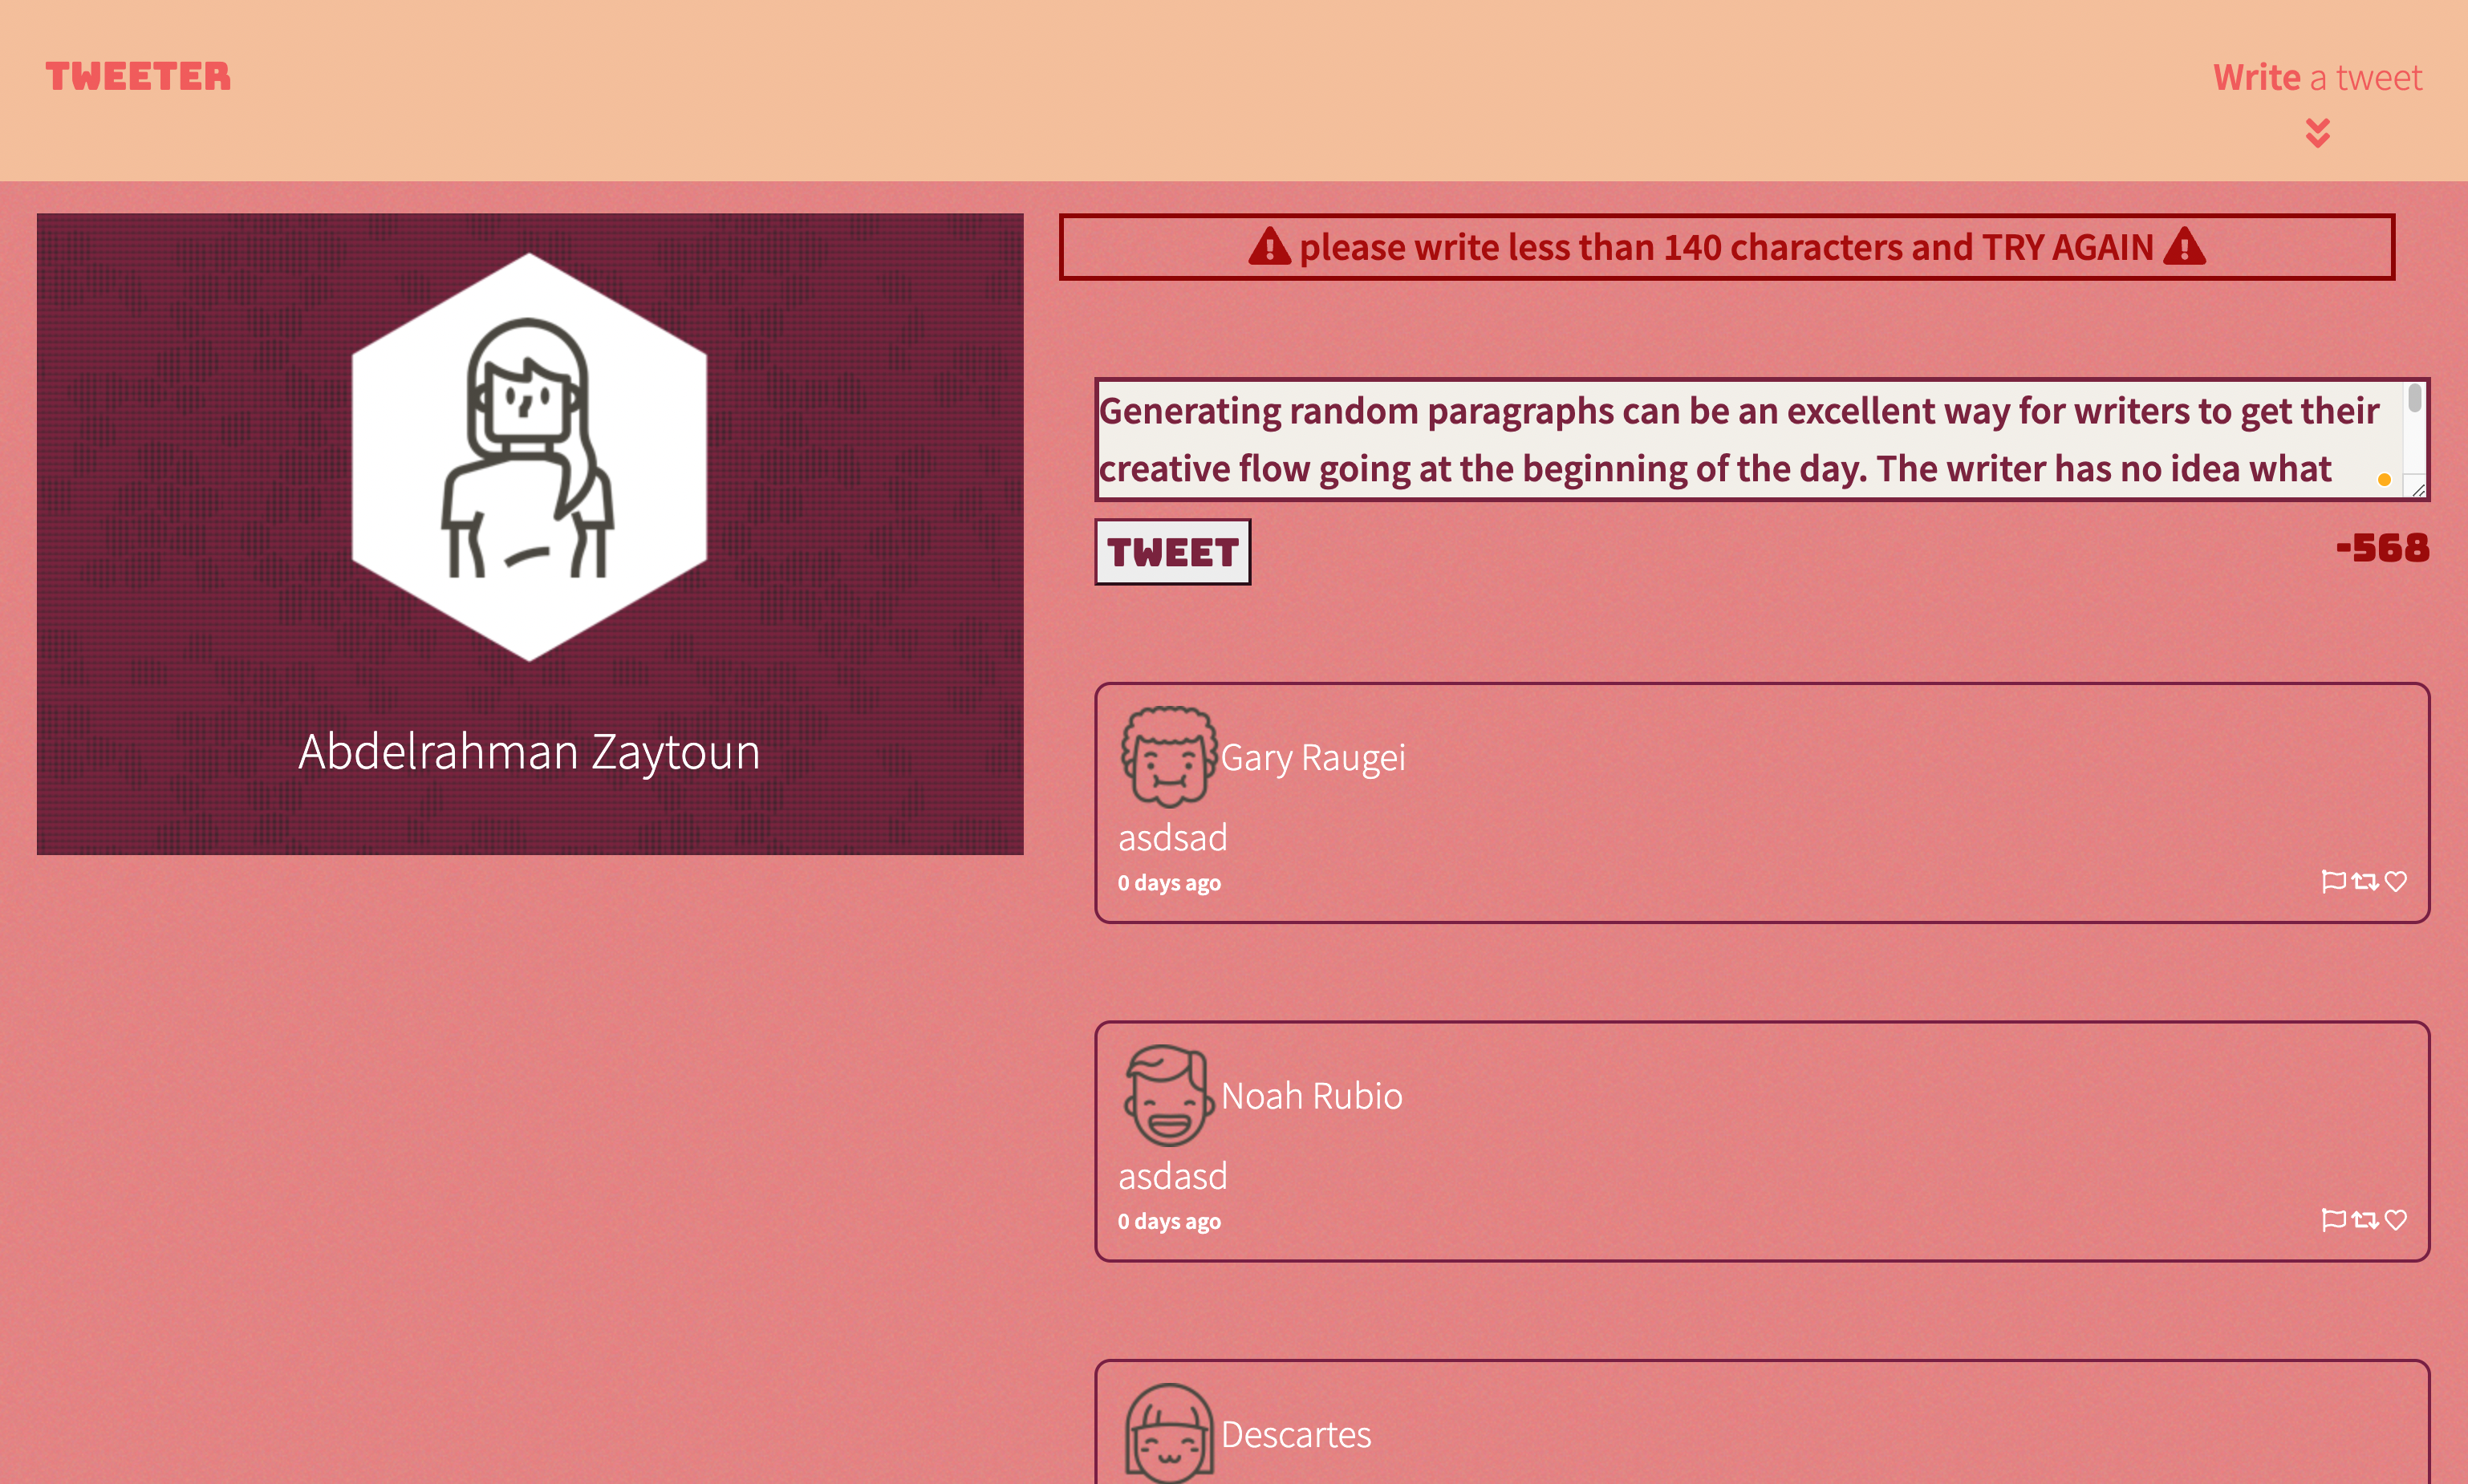 TWEETER
Write a tweet
please write less than 140 characters and TRY AGAIN
Generating random paragraphs can be an excellent way for writers to get their
creative flow going at the beginning of the day. The writer has no idea what
TWEET
-568
Abdelrahman Zaytoun
Gary Raugei
asdsad
0 days ago
Noah Rubio
asdasd
0 days ago
Descartes